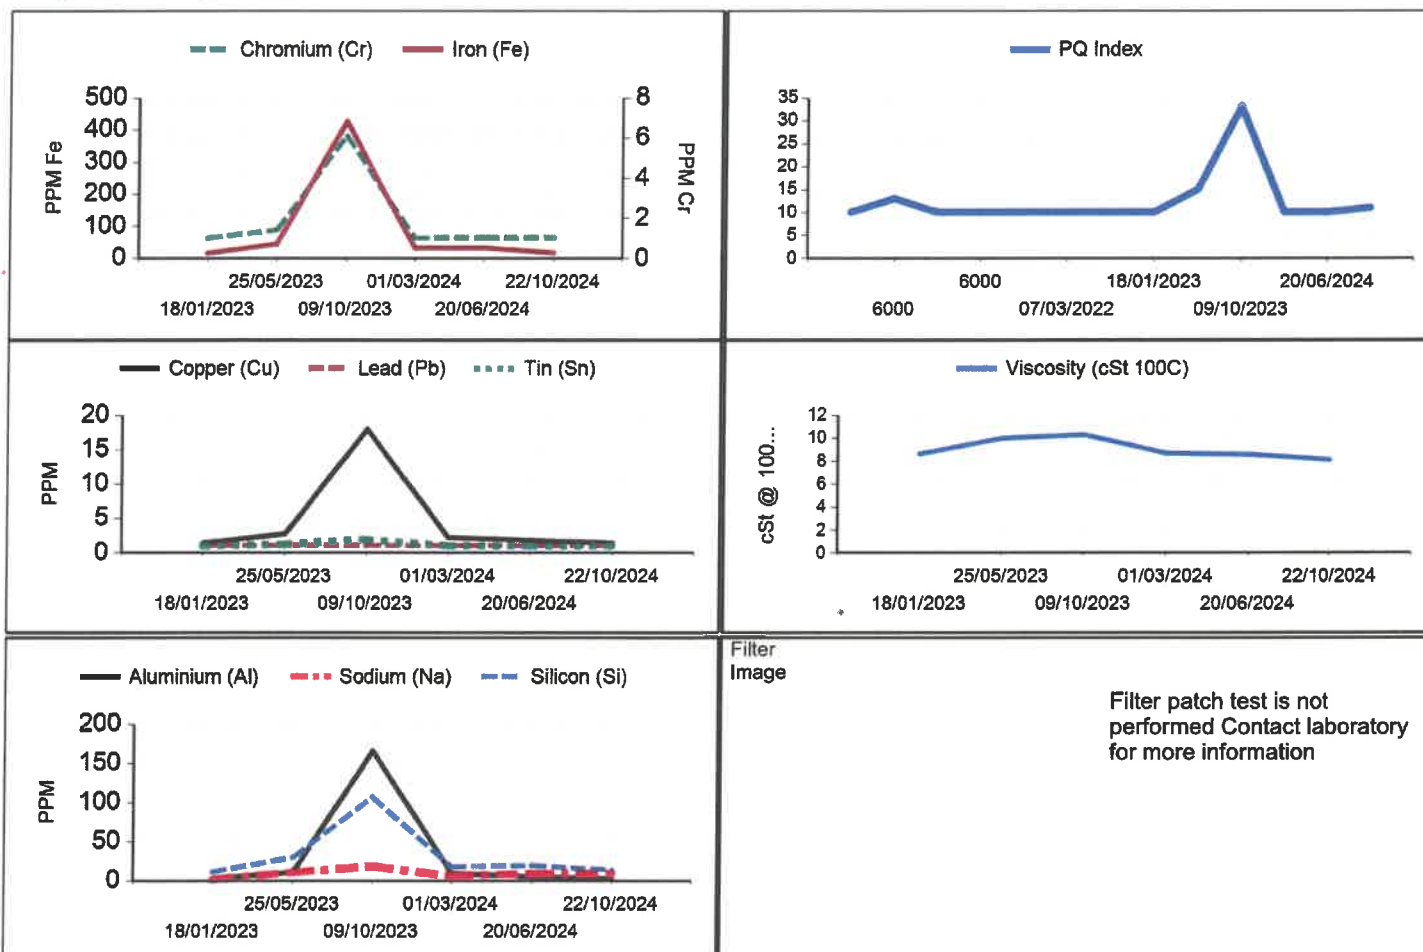 Chromium (Cr) Iron (Fe)
500
400
300
200
100
0
PPM Fe
8
6
4
2
0
PPM Cr
25/05/2023 01/03/2024 22/10/2024
18/01/2023 09/10/2023 20/06/2024
PQ Index
35
30
25
20
15
10
5
0
6000 18/01/2023 20/06/2024
6000 07/03/2022 09/10/2023
Copper (Cu) Lead (Pb) Tin (Sn)
20
15
10
5
0
PPM
25/05/2023 01/03/2024 22/10/2024
18/01/2023 09/10/2023 20/06/2024
Viscosity (cSt 100C)
12
10
8
6
4
2
0
cSt @ 100...
25/05/2023 01/03/2024 22/10/2024
18/01/2023 09/10/2023 20/06/2024
Aluminium (Al) Sodium (Na) Silicon (Si)
200
150
100
50
0
PPM
25/05/2023 01/03/2024 22/10/2024
18/01/2023 09/10/2023 20/06/2024
Filter
Image
Filter patch test is not
performed Contact laboratory
for more information